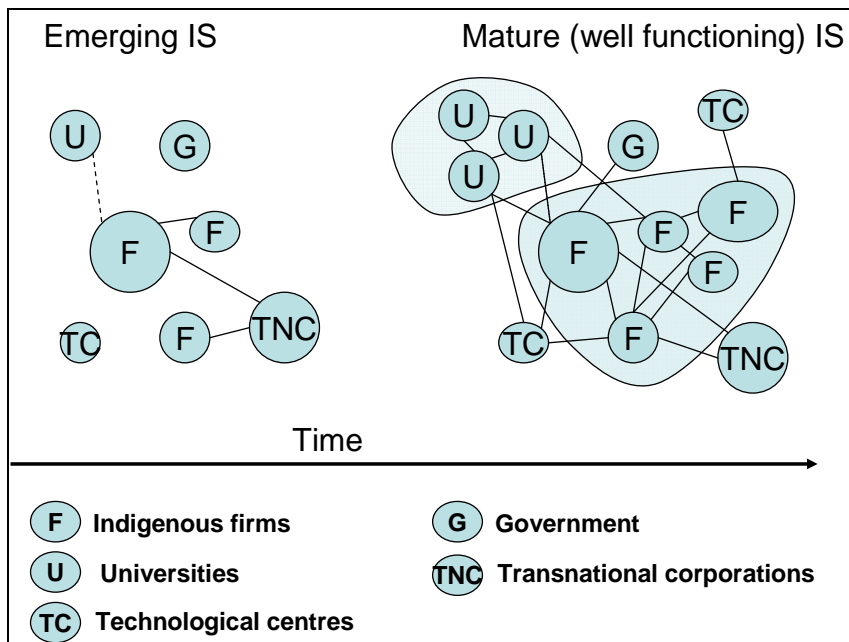 Emerging IS
Mature (well functioning) IS
U
G
F
F
TC
F
TNC
U
U
U
G
TC
F
F
F
F
TC
F
TNC
Time
F Indigenous firms
U Universities
TC Technological centres
G Government
TNC Transnational corporations